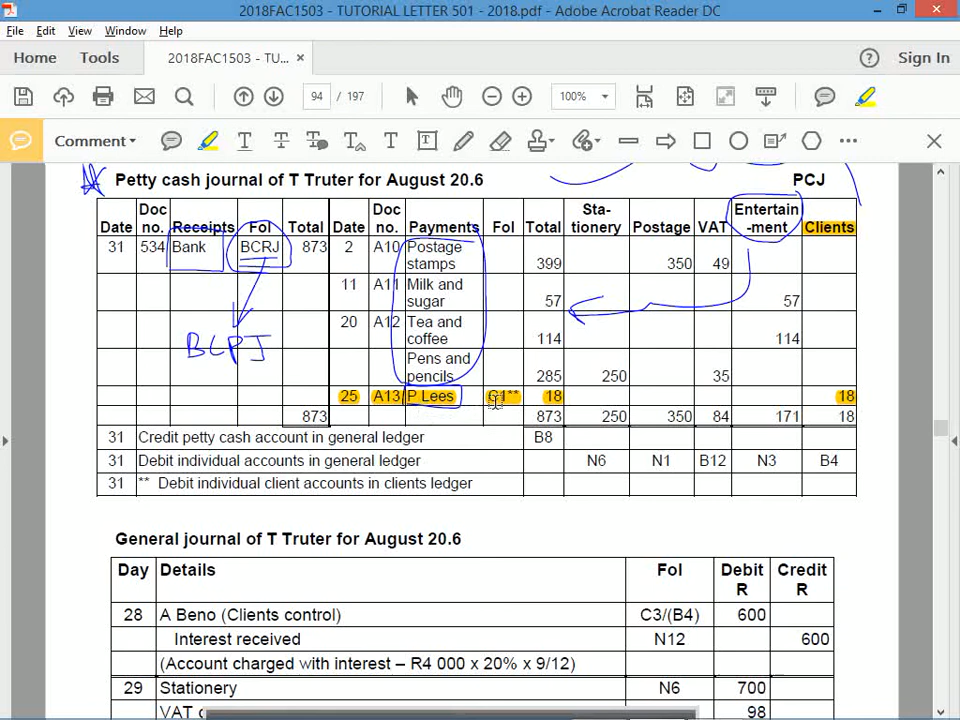 2018FAC1503 - TUTORIAL LETTER 501 - 2018.pdf - Adobe Acrobat Reader DC
File Edit View Window Help
Home Tools 2018FAC1503 - TU... × Sign In
94 / 197 100%
Comment
Petty cash journal of T Truter for August 20.6 PCJ
Date Doc no. Receipts Fol Total Date Doc no. Payments Fol Total Sta-tionery Postage VAT Entertain-ment Clients
31 534 Bank BCRJ 873 2 A10 Postage stamps 399 350 49
11 A11 Milk and sugar 57 57
20 A12 Tea and coffee 114 114
Pens and pencils 285 250 35
BCPJ
25 A13 P Lees C1** 18 18
873 873 250 350 84 171 18
31 Credit petty cash account in general ledger B8
31 Debit individual accounts in general ledger N6 N1 B12 N3 B4
31 ** Debit individual client accounts in clients ledger
General journal of T Truter for August 20.6
Day Details Fol Debit R Credit R
28 A Beno (Clients control) C3/(B4) 600
Interest received N12 600
(Account charged with interest – R4 000 x 20% x 9/12)
29 Stationery N6 700
VAT 98